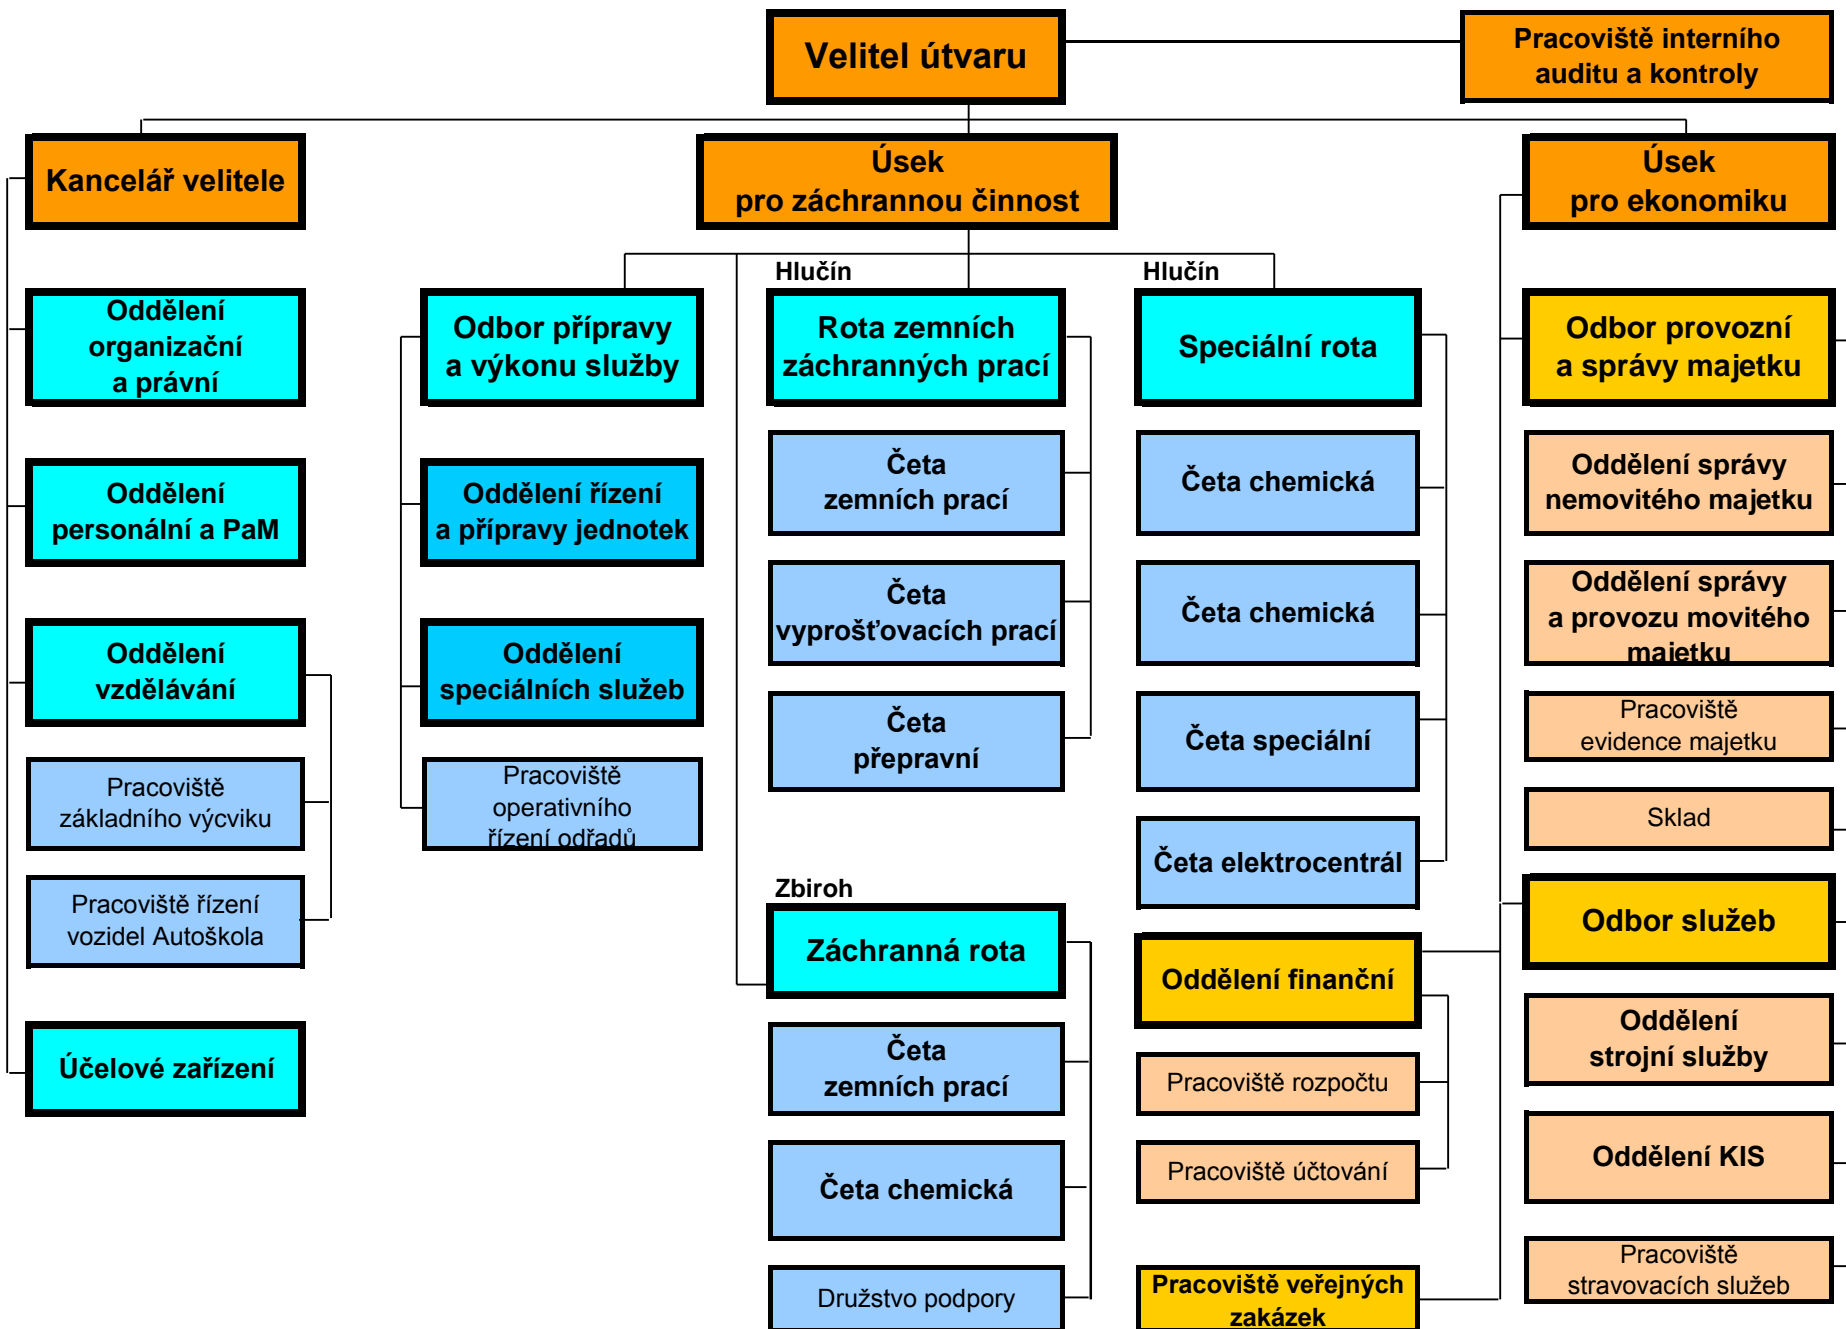 Velitel útvaru
Pracoviště interního
auditu a kontroly
Kancelář velitele
Úsek
pro záchrannou činnost
Úsek
pro ekonomiku
Oddělení
organizační
a právní
Oddělení
personální a PaM
Oddělení
vzdělávání
Pracoviště
základního výcviku
Pracoviště řízení
vozidel Autoškola
Účelové zařízení
Odbor přípravy
a výkonu služby
Oddělení řízení
a přípravy jednotek
Oddělení
speciálních služeb
Pracoviště
operativního
řízení odřadů
Hlučín
Rota zemních
záchranných prací
Četa
zemních prací
Četa
vyprošťovacích prací
Četa
přepravní
Zbiroh
Záchranná rota
Četa
zemních prací
Četa chemická
Družstvo podpory
Hlučín
Speciální rota
Četa chemická
Četa chemická
Četa speciální
Četa elektrocentrál
Oddělení finanční
Pracoviště rozpočtu
Pracoviště účtování
Pracoviště veřejných
zakázek
Odbor provozní
a správy majetku
Oddělení správy
nemovitého majetku
Oddělení správy
a provozu movitého
majetku
Pracoviště
evidence majetku
Sklad
Odbor služeb
Oddělení
strojní služby
Oddělení KIS
Pracoviště
stravovacích služeb